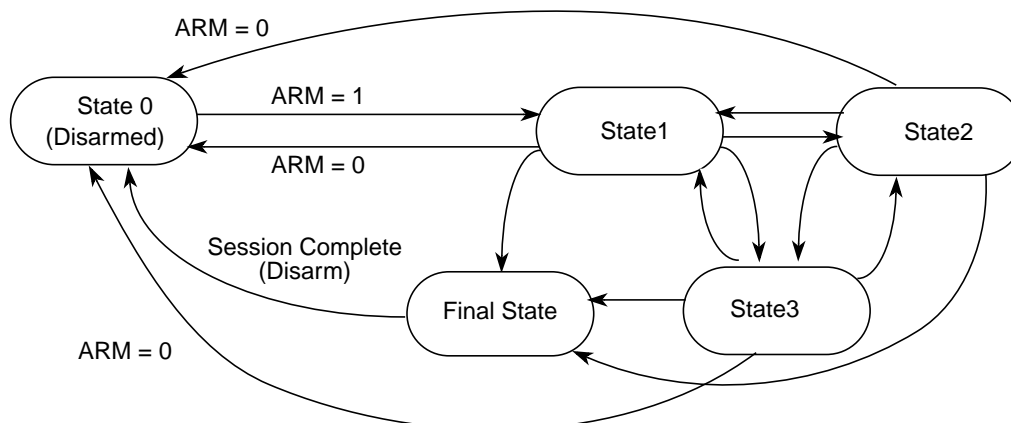 ARM = 0
State 0
(Disarmed)
ARM = 1
ARM = 0
State1
State2
Session Complete
(Disarm)
Final State
State3
ARM = 0